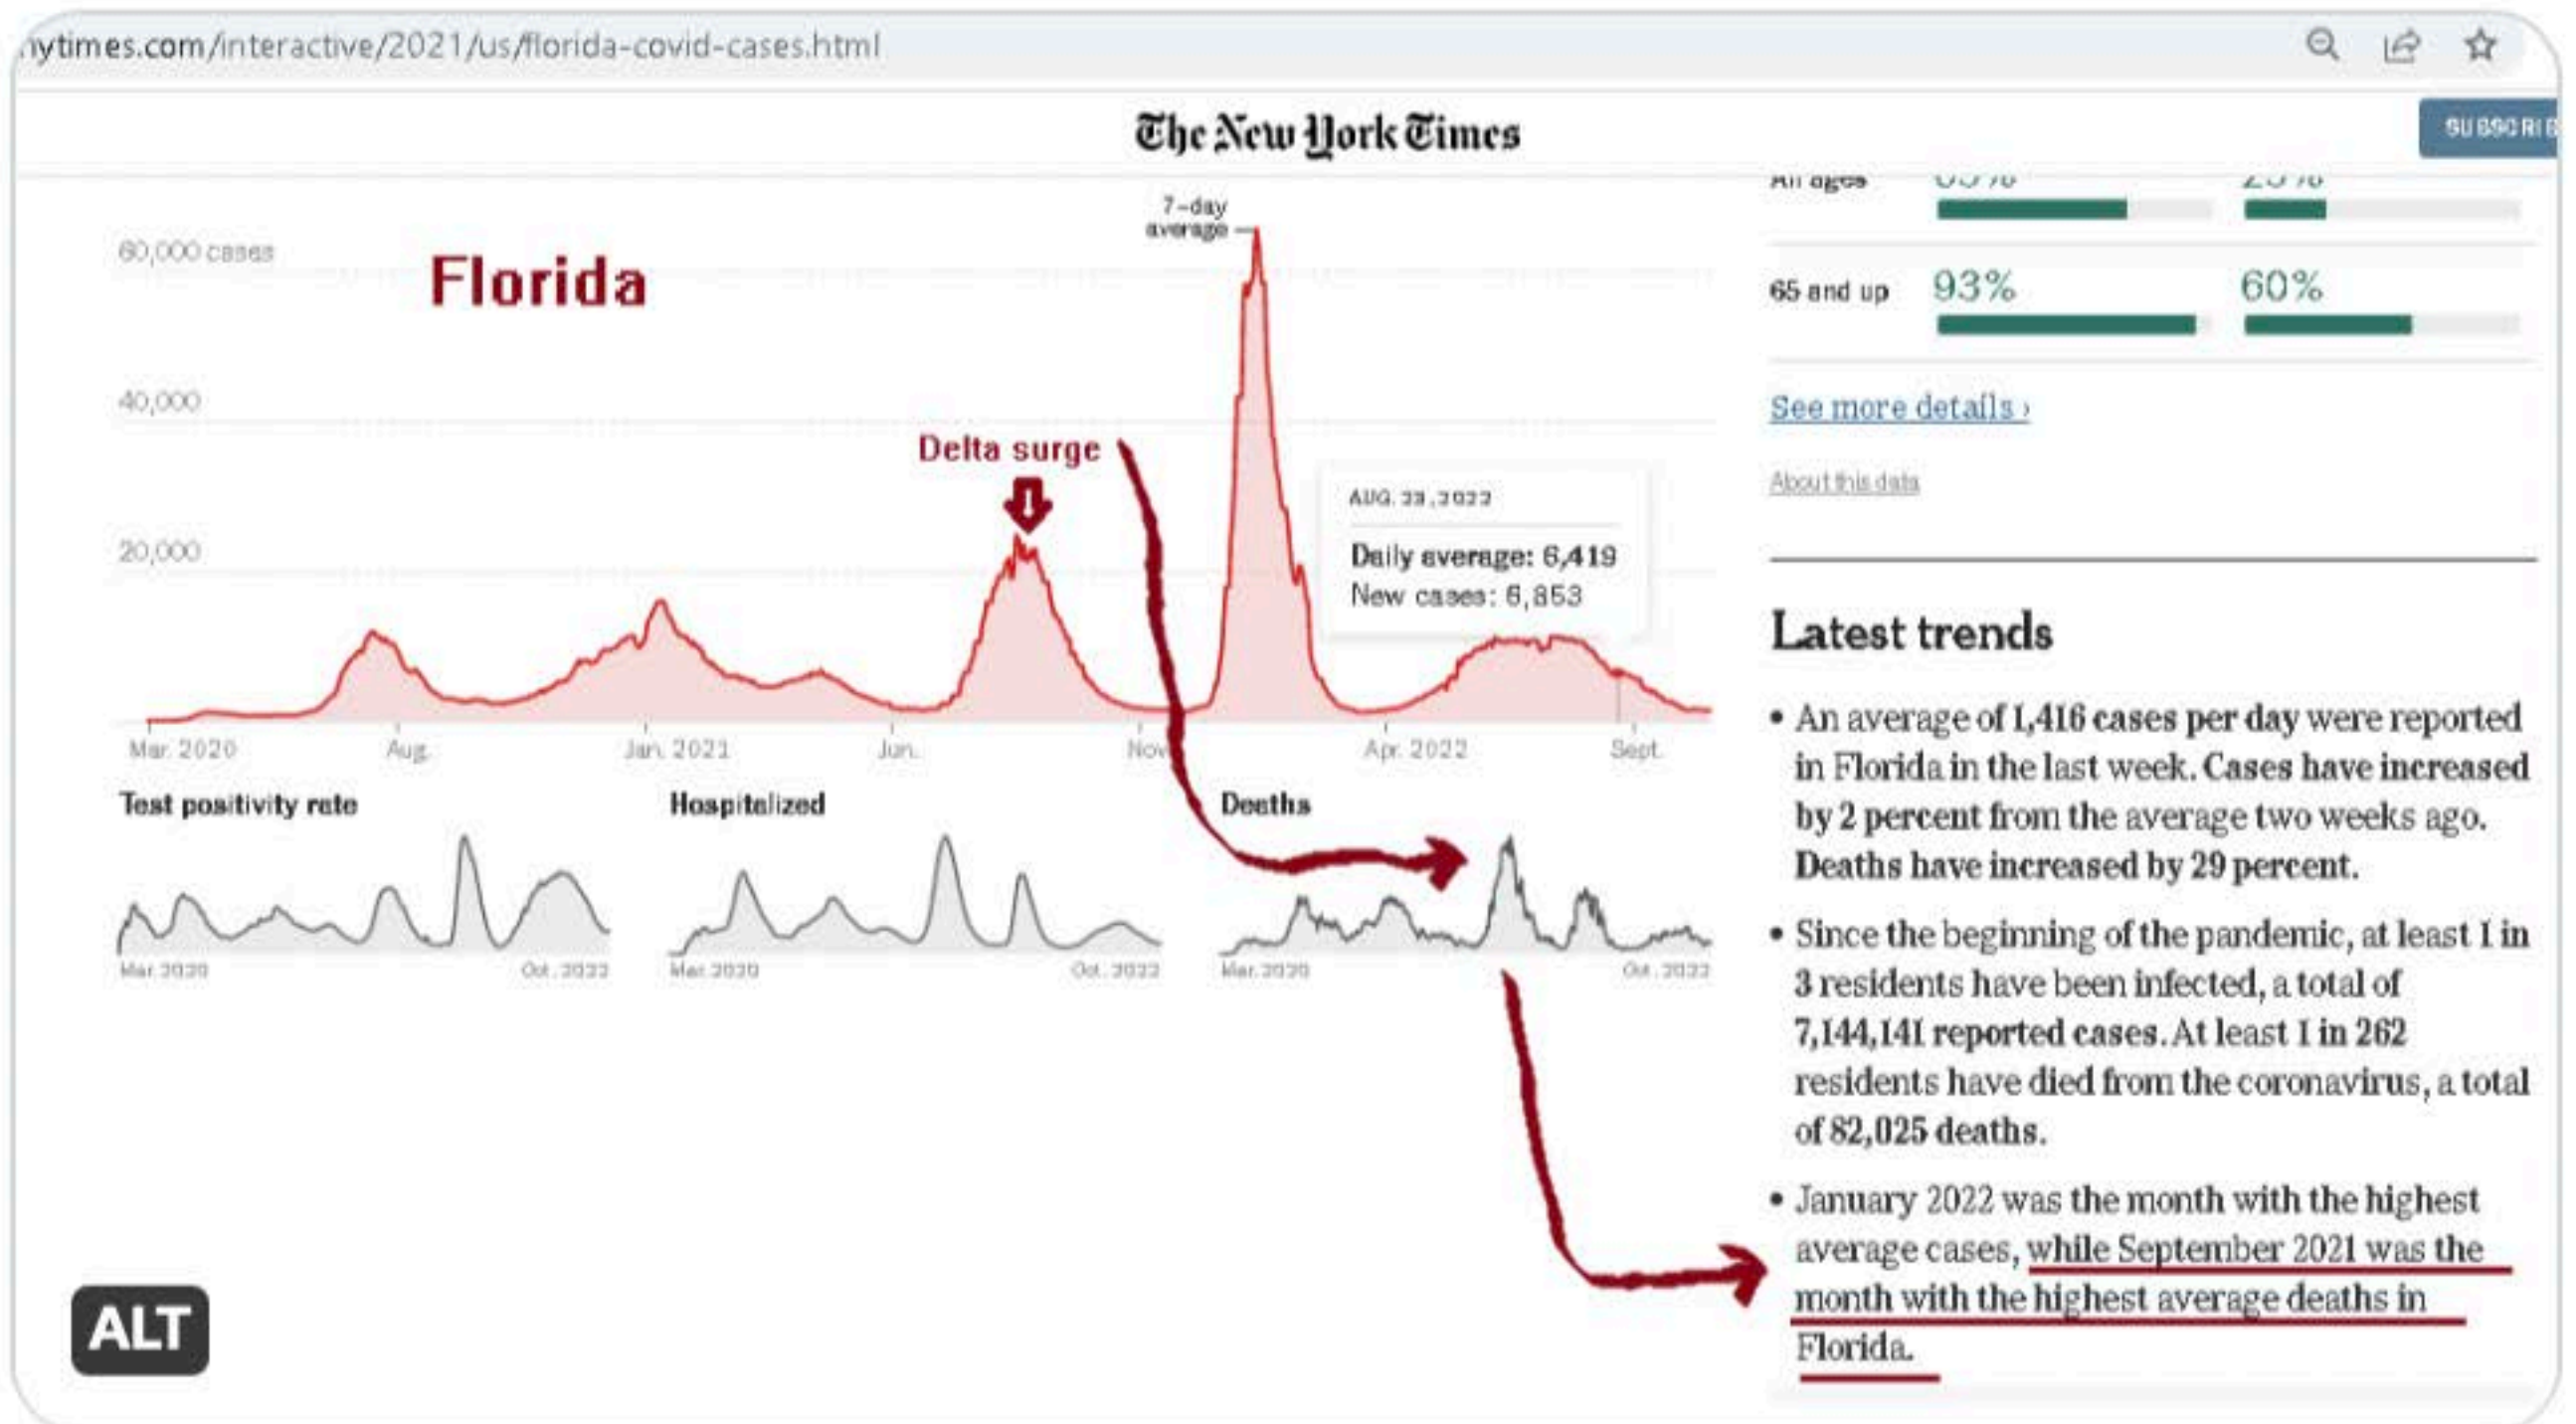 nytimes.com/interactive/2021/us/florida-covid-cases.html
The New York Times
SUBSCRIBE
7-day
average
60,000 cases
Florida
40,000
Delta surge
20,000
AUG. 23, 2022
Daily average: 6,419
New cases: 6,853
Mar. 2020
Aug.
Jan. 2021
Jun.
Nov
Apr. 2022
Sept.
Test positivity rate
Hospitalized
Deaths
Mar. 2020
Oct. 2022
Mar. 2020
Oct. 2022
Mar. 2020
Oct. 2022
ALT
All ages
65 and up
93%
60%
See more details ›
About this data
Latest trends
• An average of 1,416 cases per day were reported
in Florida in the last week. Cases have increased
by 2 percent from the average two weeks ago.
Deaths have increased by 29 percent.
• Since the beginning of the pandemic, at least 1 in
3 residents have been infected, a total of
7,144,141 reported cases. At least 1 in 262
residents have died from the coronavirus, a total
of 82,025 deaths.
• January 2022 was the month with the highest
average cases, while September 2021 was the
month with the highest average deaths in
Florida.